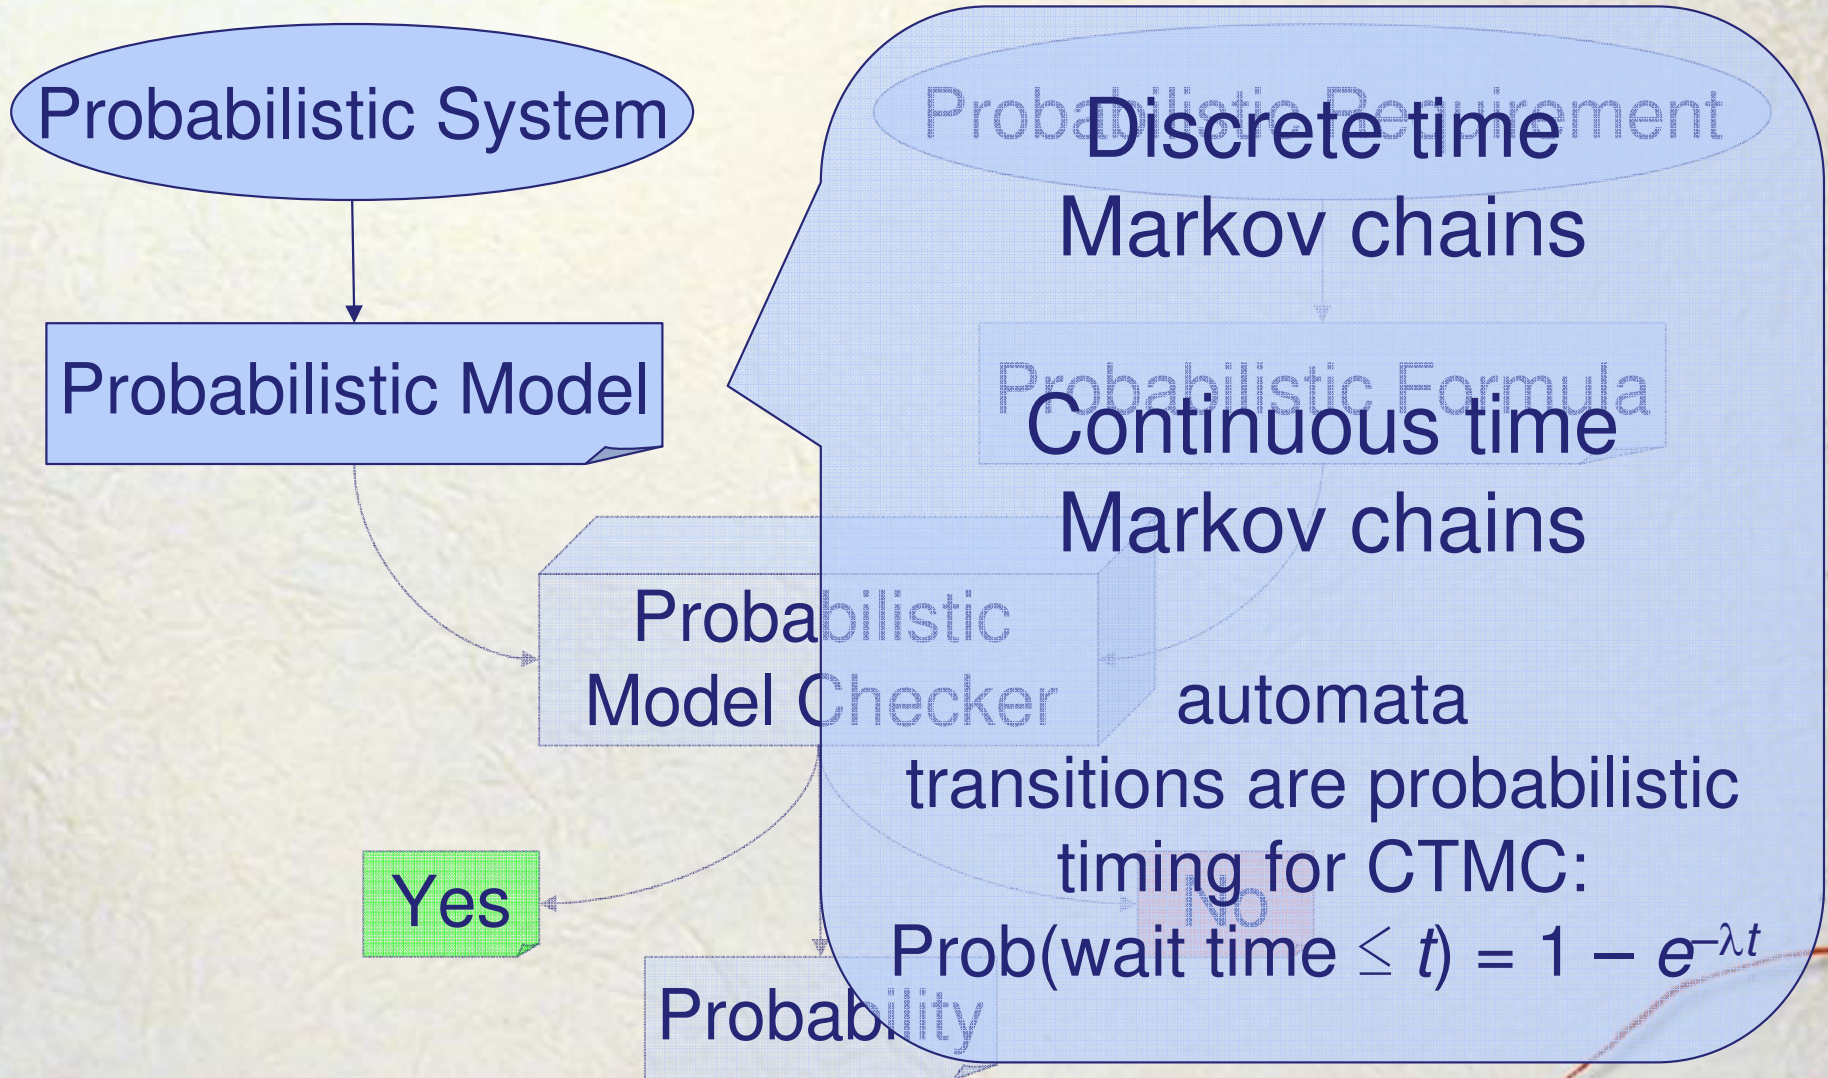 Probabilistic System
Probabilistic Requirement
Discrete time
Markov chains
Probabilistic Model
Probabilistic Formula
Continuous time
Markov chains
Probabilistic
Model Checker
automata
transitions are probabilistic
timing for CTMC:
Yes
No
Prob(wait time ≤ t) = 1 – e^–λt
Probability